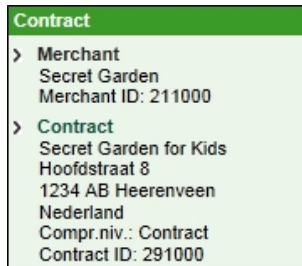 Contract
Merchant
Secret Garden
Merchant ID: 211000
Contract
Secret Garden for Kids
Hoofdstraat 8
1234 AB Heerenveen
Nederland
Compr.niv.: Contract
Contract ID: 291000